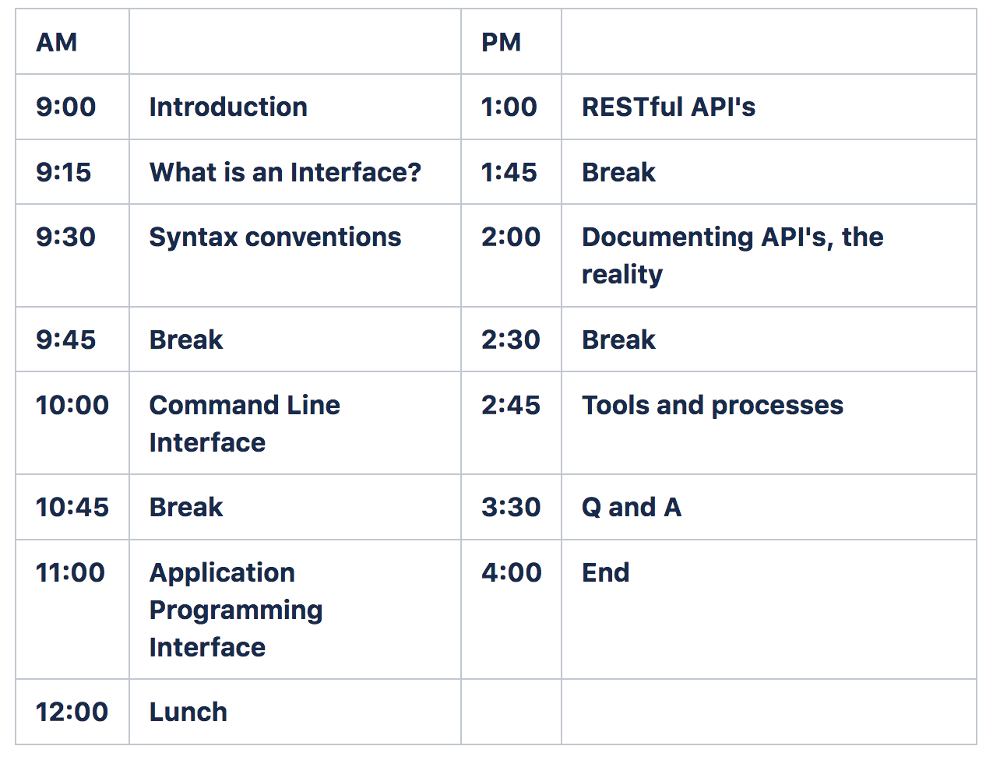 AM PM
9:00 Introduction 1:00 RESTful API's
9:15 What is an Interface? 1:45 Break
9:30 Syntax conventions 2:00 Documenting API's, the
reality
9:45 Break 2:30 Break
10:00 Command Line 2:45 Tools and processes
Interface
10:45 Break 3:30 Q and A
11:00 Application 4:00 End
Programming
Interface
12:00 Lunch